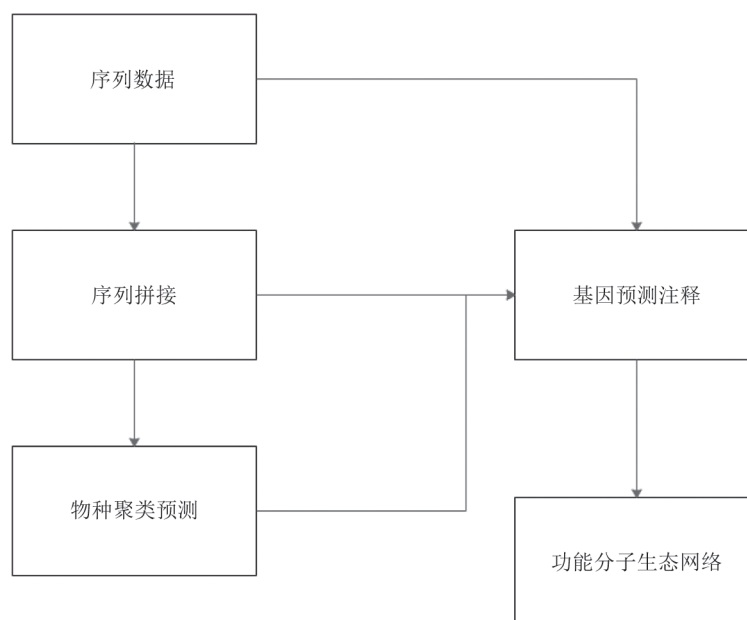 序列数据
序列拼接
基因预测注释
物种聚类预测
功能分子生态网络